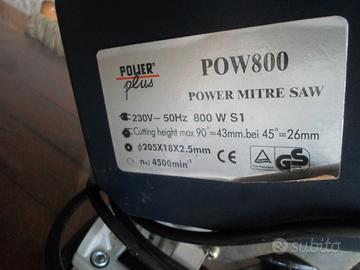 POWER
plus
POW800
POWER MITRE SAW
230V~ 50Hz 800 W S1
Cutting height max 90°=43mm.bei 45°=26mm
ϕ205X18X2.5mm
n₀: 4500min⁻¹
CE
GS
subito